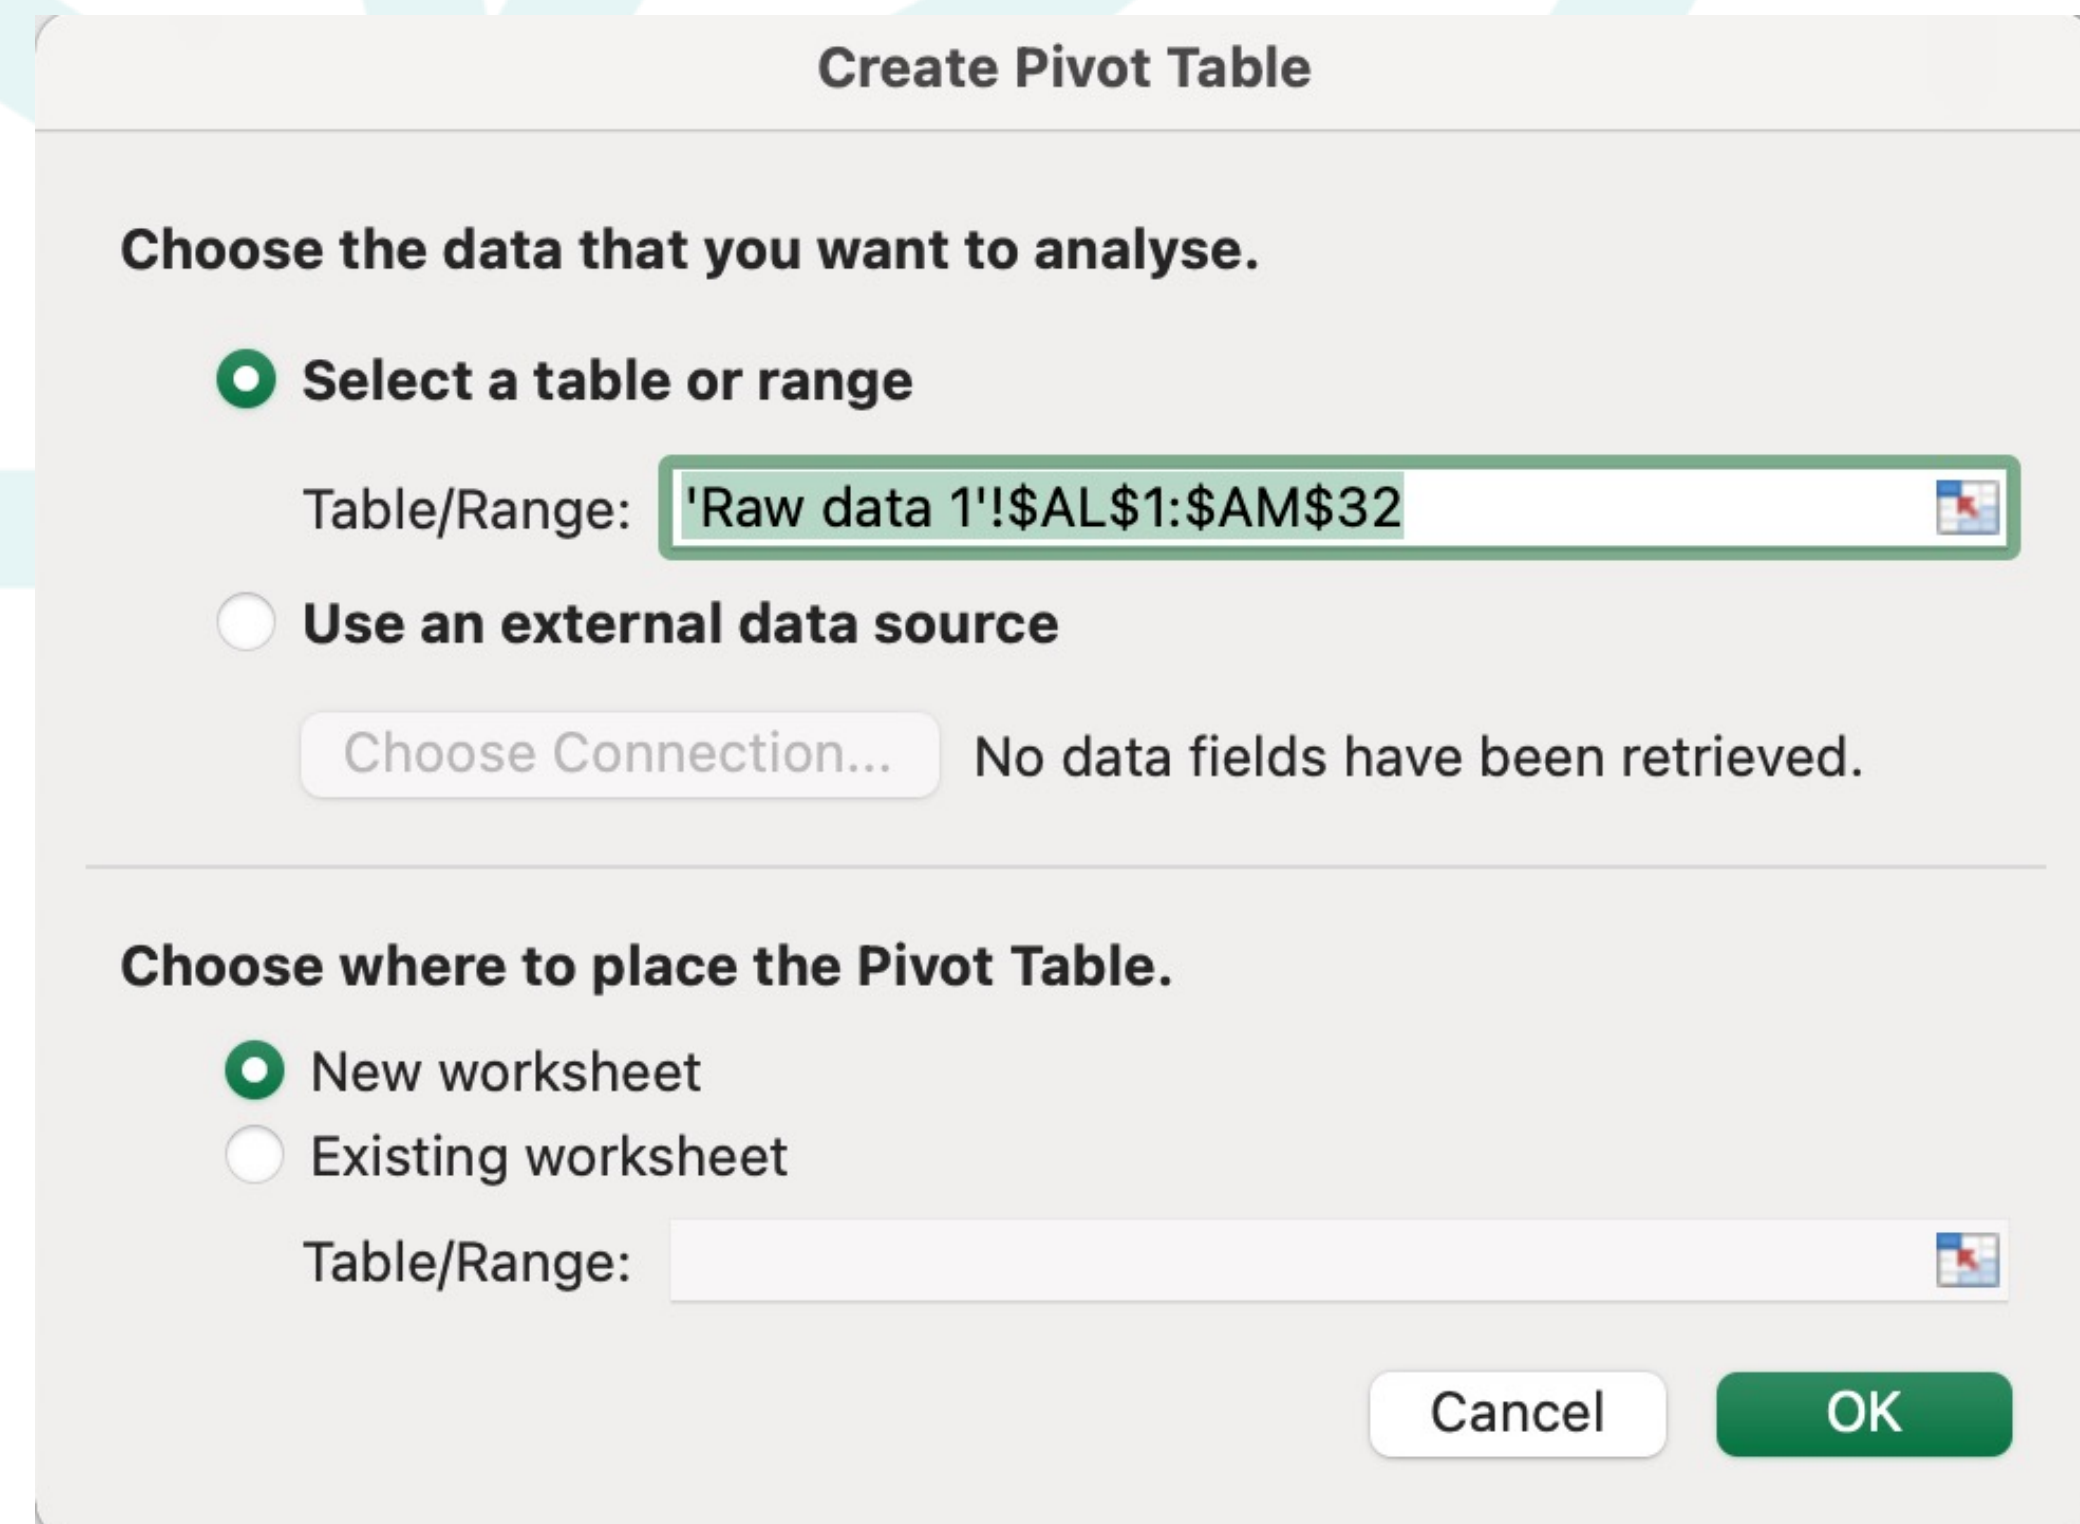 Create Pivot Table
Choose the data that you want to analyse.
Select a table or range
Table/Range: 'Raw data 1'!$AL$1:$AM$32
Use an external data source
Choose Connection... No data fields have been retrieved.
Choose where to place the Pivot Table.
New worksheet
Existing worksheet
Table/Range:
Cancel OK